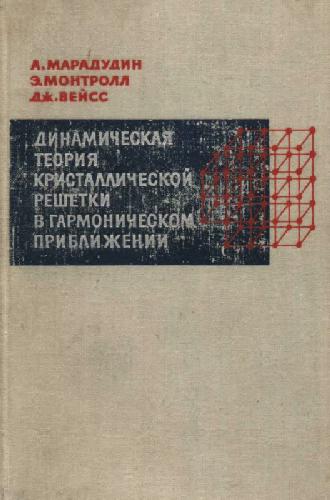 А. МАРАДУДИН
Э. МОНТРОЛЛ
ДЖ. ВЕЙСС
ДИНАМИЧЕСКАЯ
ТЕОРИЯ
КРИСТАЛЛИЧЕСКОЙ
РЕШЕТКИ
В ГАРМОНИЧЕСКОМ
ПРИБЛИЖЕНИИ